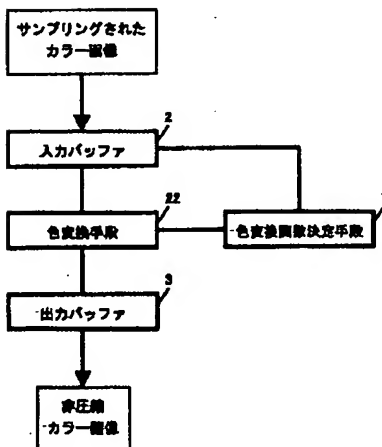 サンプリングされた
カラー画像
2
入力バッファ
22
色変換手段
色変換関数決定手段
3
出力バッファ
非圧縮
カラー画像